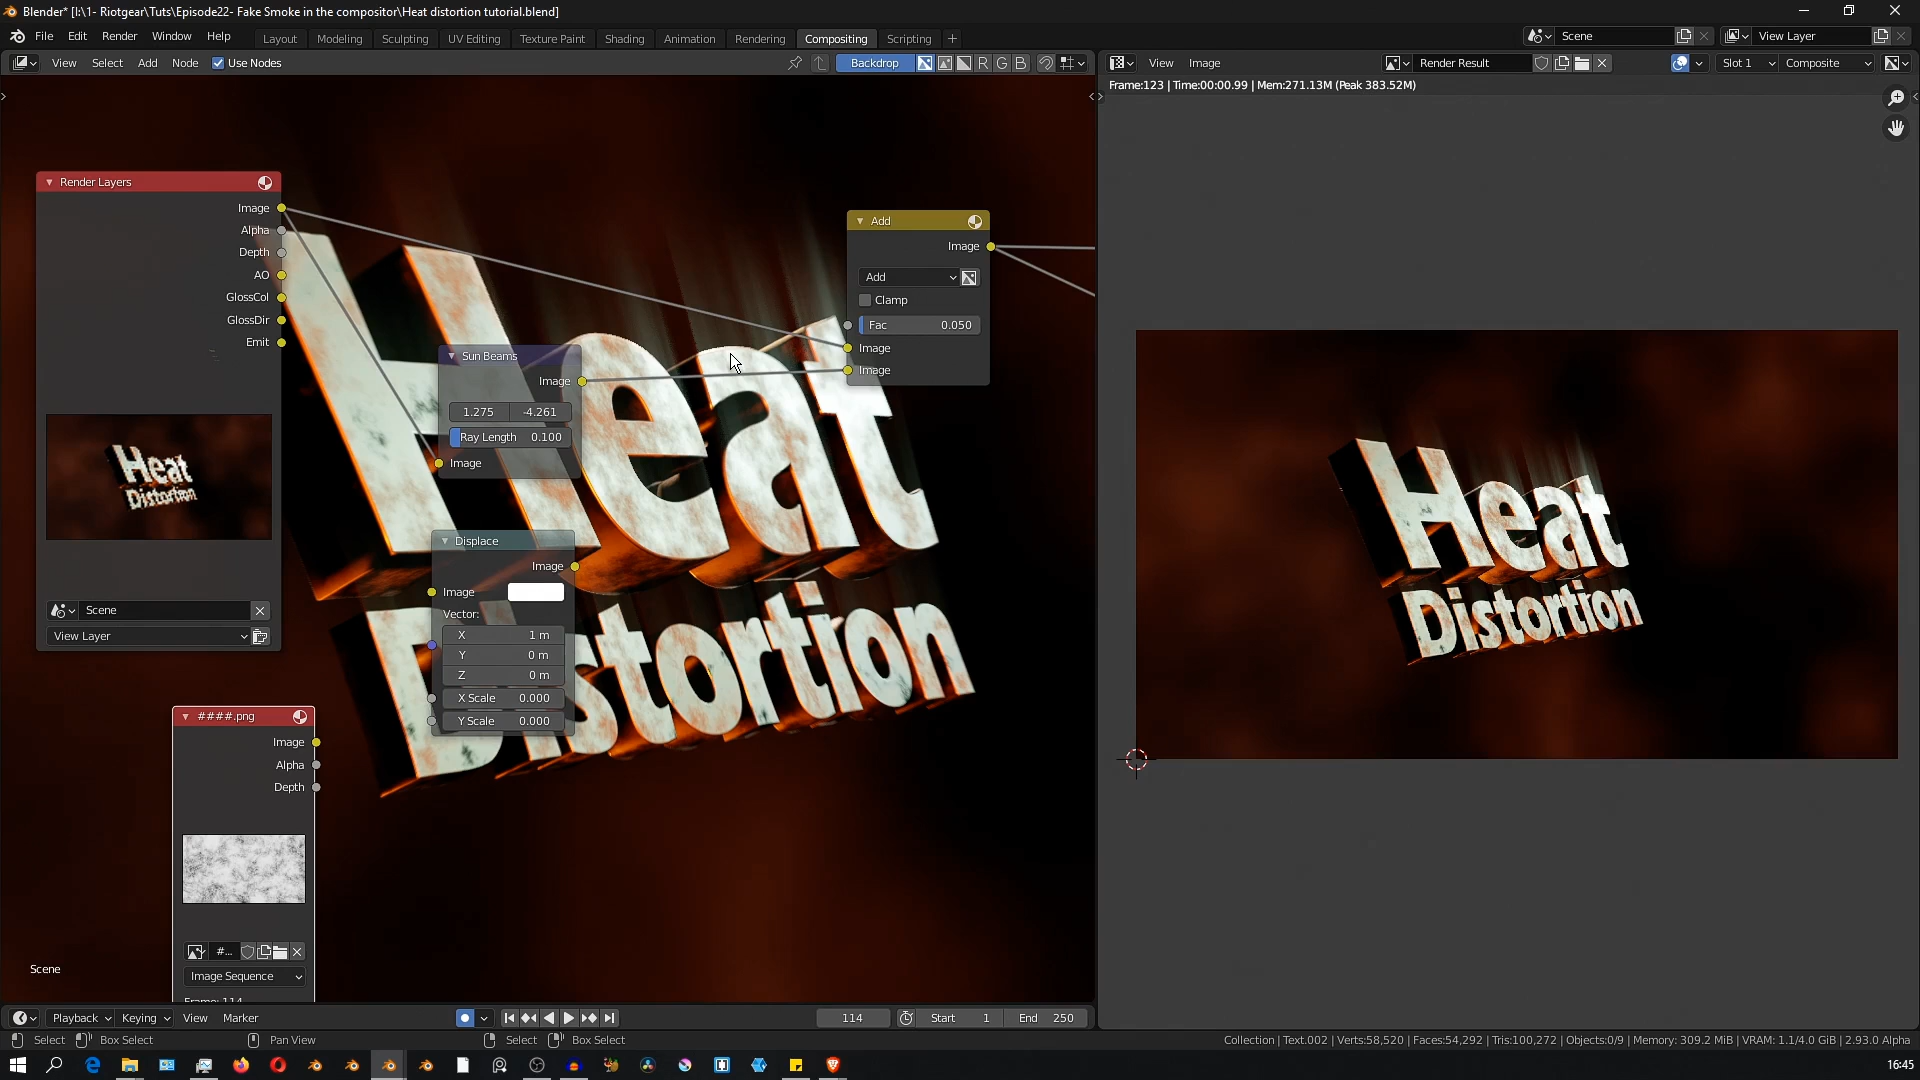 Blender* [I:\1- Riotgear\Tuts\Episode22- Fake Smoke in the compositor\Heat distortion tutorial.blend]
File Edit Render Window Help Layout Modeling Sculpting UV Editing Texture Paint Shading Animation Rendering Compositing Scripting + Scene View Layer
View Select Add Node Use Nodes Backdrop R G B View Image Render Result Slot 1 Composite
Frame:123 | Time:00:00.99 | Mem:271.13M (Peak 383.52M)
Render Layers
Image
Alpha
Depth
AO
GlossCol
GlossDir
Emit
Heat
Distortion
Scene
View Layer
Sun Beams
Image
1.275 -4.261
Ray Length 0.100
Image
Add
Image
Add
Clamp
Fac 0.050
Image
Image
Displace
Image
Image
Vector:
X 1 m
Y 0 m
Z 0 m
X Scale 0.000
Y Scale 0.000
Heat
Distortion
####.png
Image
Alpha
Depth
#...
Image Sequence
Frame: 114
Scene
Heat
Distortion
Playback Keying View Marker 114 Start 1 End 250
Select Box Select Pan View Select Box Select Collection | Text.002 | Verts:58,520 | Faces:54,292 | Tris:100,272 | Objects:0/9 | Memory: 309.2 MiB | VRAM: 1.1/4.0 GiB | 2.93.0 Alpha
16:45